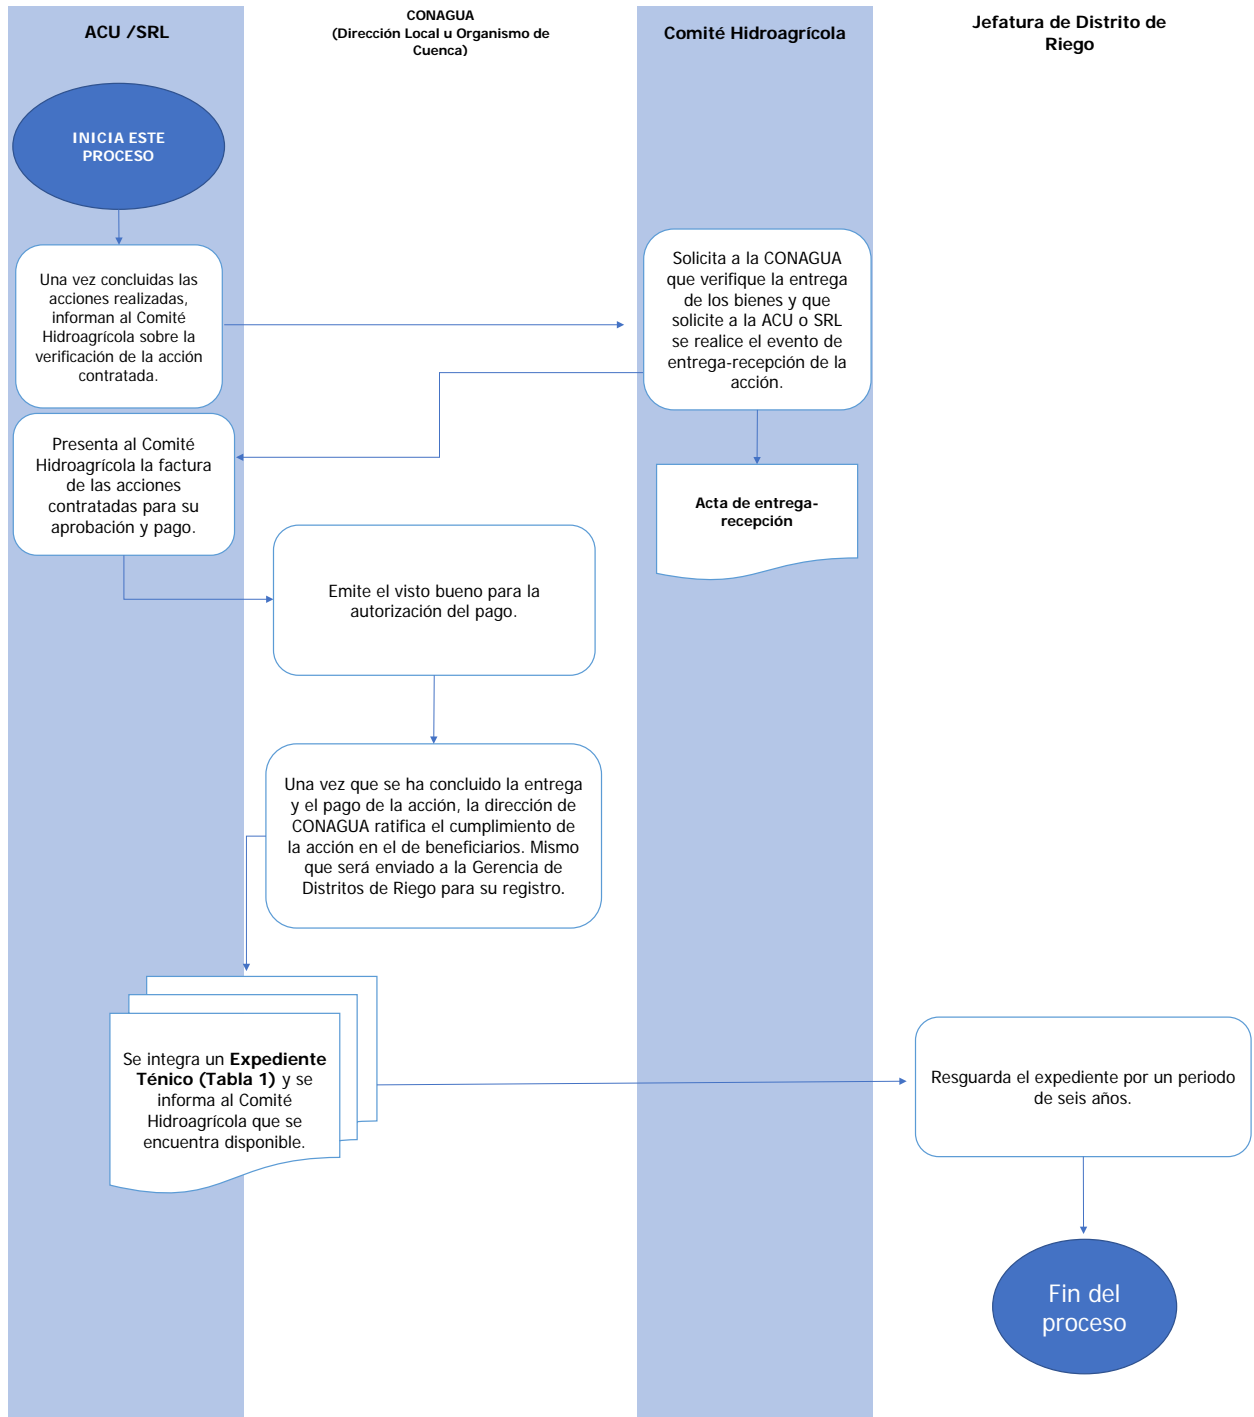 ACU /SRL
CONAGUA
(Dirección Local u Organismo de
Cuenca)
Comité Hidroagrícola
Jefatura de Distrito de
Riego
INICIA ESTE
PROCESO
Una vez concluidas las
acciones realizadas,
informan al Comité
Hidroagrícola sobre la
verificación de la acción
contratada.
Solicita a la CONAGUA
que verifique la entrega
de los bienes y que
solicite a la ACU o SRL
se realice el evento de
entrega-recepción de la
acción.
Presenta al Comité
Hidroagrícola la factura
de las acciones
contratadas para su
aprobación y pago.
Acta de entrega-
recepción
Emite el visto bueno para la
autorización del pago.
Una vez que se ha concluido la entrega
y el pago de la acción, la dirección de
CONAGUA ratifica el cumplimiento de
la acción en el de beneficiarios. Mismo
que será enviado a la Gerencia de
Distritos de Riego para su registro.
Se integra un Expediente
Ténico (Tabla 1) y se
informa al Comité
Hidroagrícola que se
encuentra disponible.
Resguarda el expediente por un periodo
de seis años.
Fin del
proceso